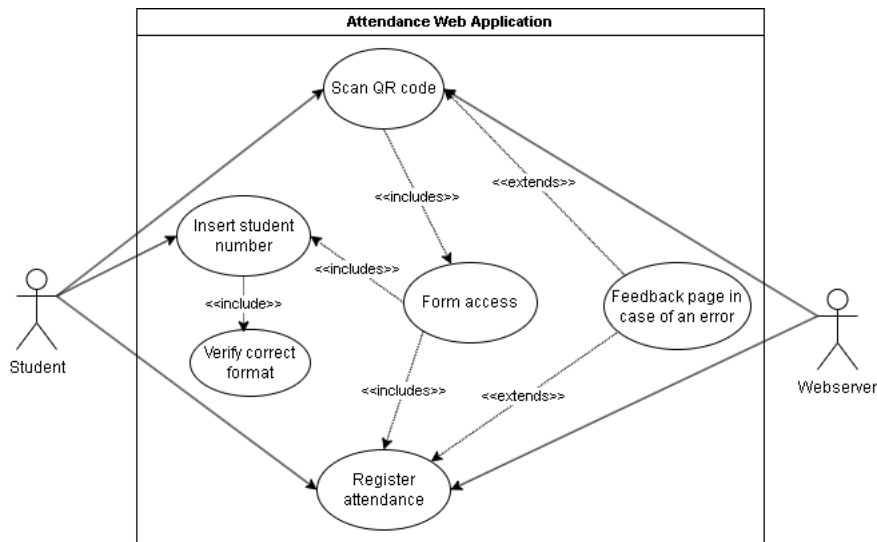 Attendance Web Application
Scan QR code
<<extends>>
<<includes>>
Insert student
number
<<includes>>
Form access
Feedback page in
case of an error
<<include>>
Verify correct
format
Student
Webserver
<<includes>>
<<extends>>
Register
attendance